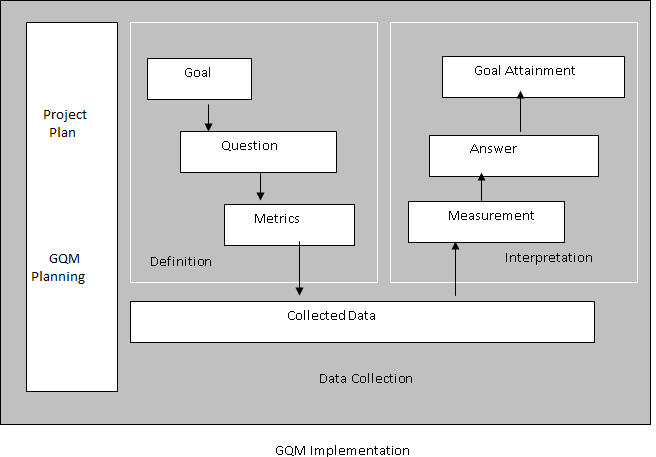 Project
Plan
GQM
Planning
Goal
Question
Metrics
Definition
Goal Attainment
Answer
Measurement
Interpretation
Collected Data
Data Collection
GQM Implementation